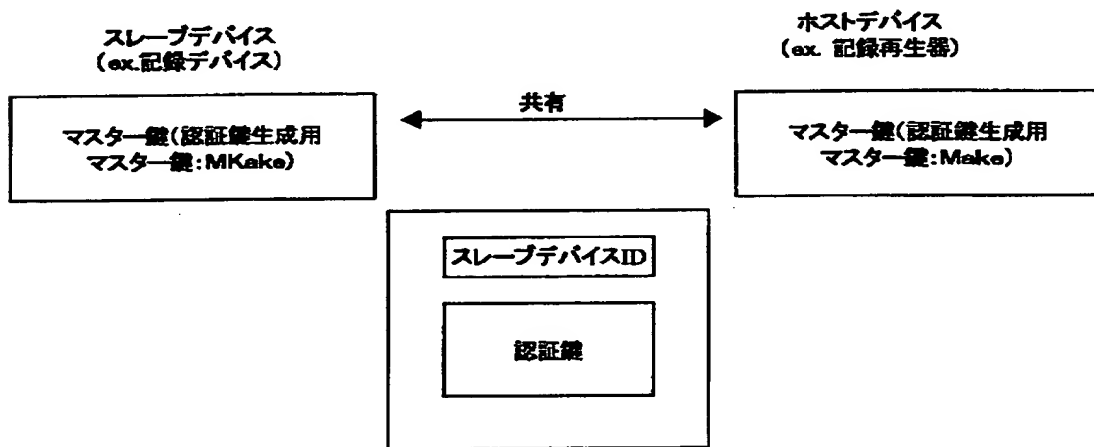 スレーブデバイス
(ex.記録デバイス)
ホストデバイス
(ex. 記録再生器)
共有
マスター鍵(認証鍵生成用
マスター鍵:MKake)
マスター鍵(認証鍵生成用
マスター鍵:Make)
スレーブデバイスID
認証鍵